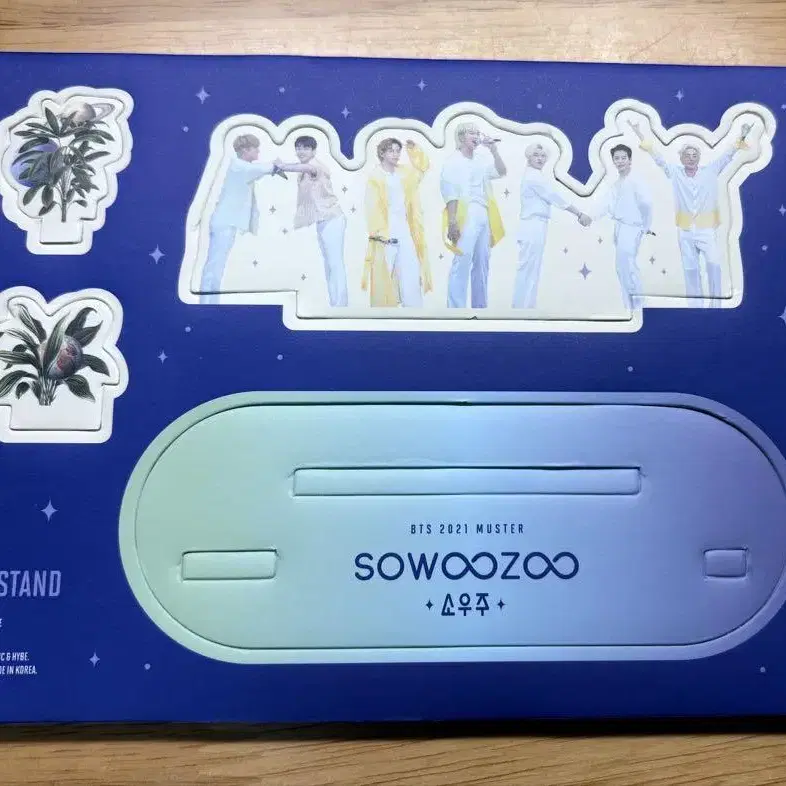 BTS 2021 MUSTER
SOWOOZOO
소우주
STAND
C & HYBE.
DE IN KOREA.